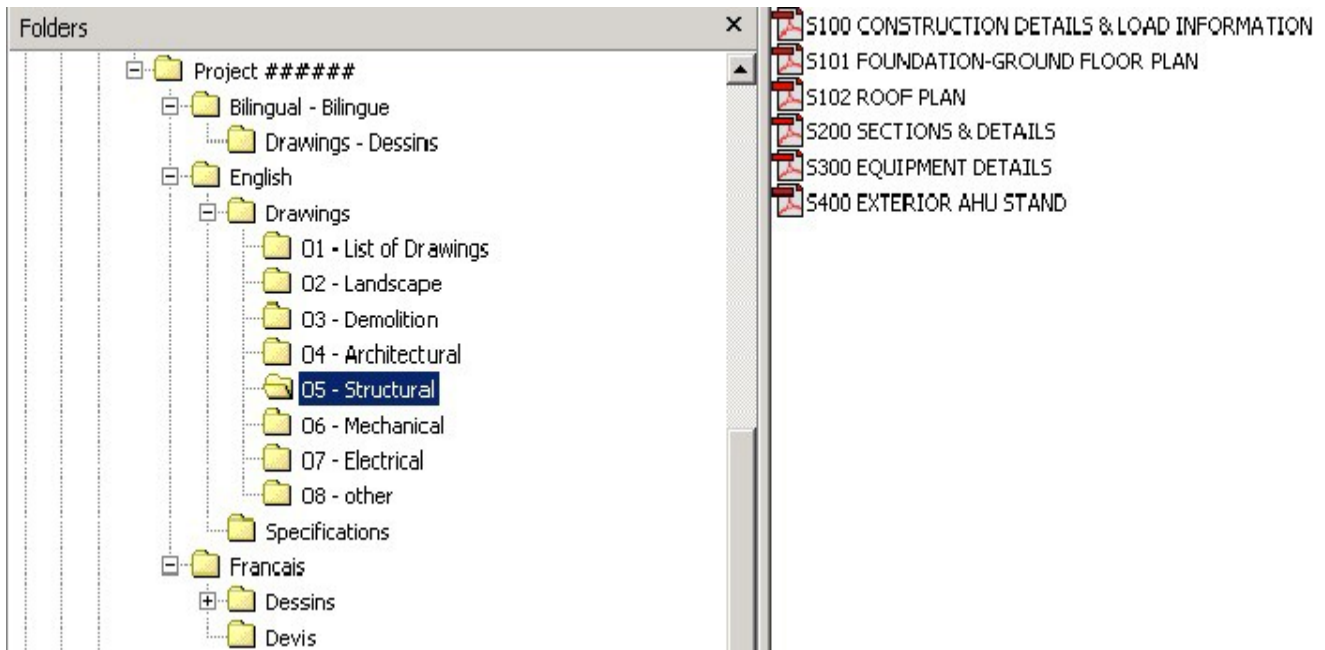 Folders
Project ######
Bilingual - Bilingue
Drawings - Dessins
English
Drawings
01 - List of Drawings
02 - Landscape
03 - Demolition
04 - Architectural
05 - Structural
06 - Mechanical
07 - Electrical
08 - other
Specifications
Francais
Dessins
Devis
S100 CONSTRUCTION DETAILS & LOAD INFORMATION
S101 FOUNDATION-GROUND FLOOR PLAN
S102 ROOF PLAN
S200 SECTIONS & DETAILS
S300 EQUIPMENT DETAILS
S400 EXTERIOR AHU STAND